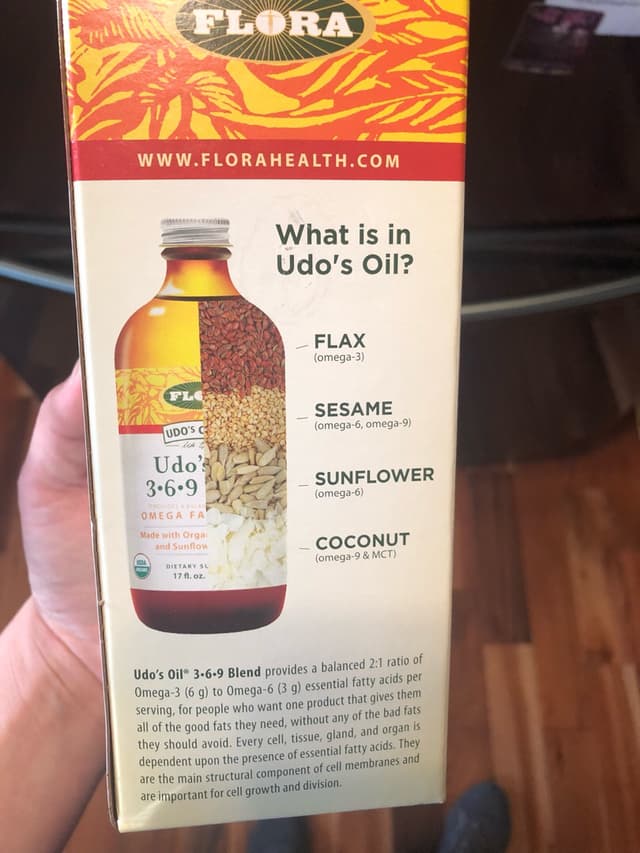 FLORA
WWW.FLORAHEALTH.COM
What is in
Udo's Oil?
FLAX
(omega-3)
SESAME
(omega-6, omega-9)
SUNFLOWER
(omega-6)
COCONUT
(omega-9 & MCT)
FLO
UDO'S C
Udo's
3•6•9
OMEGA FA
Made with Organ
and Sunflow
USDA
ORGANIC
DIETARY SU
17 fl. oz.
Udo's Oil® 3•6•9 Blend provides a balanced 2:1 ratio of
Omega-3 (6 g) to Omega-6 (3 g) essential fatty acids per
serving, for people who want one product that gives them
all of the good fats they need, without any of the bad fats
they should avoid. Every cell, tissue, gland, and organ is
dependent upon the presence of essential fatty acids. They
are the main structural component of cell membranes and
are important for cell growth and division.